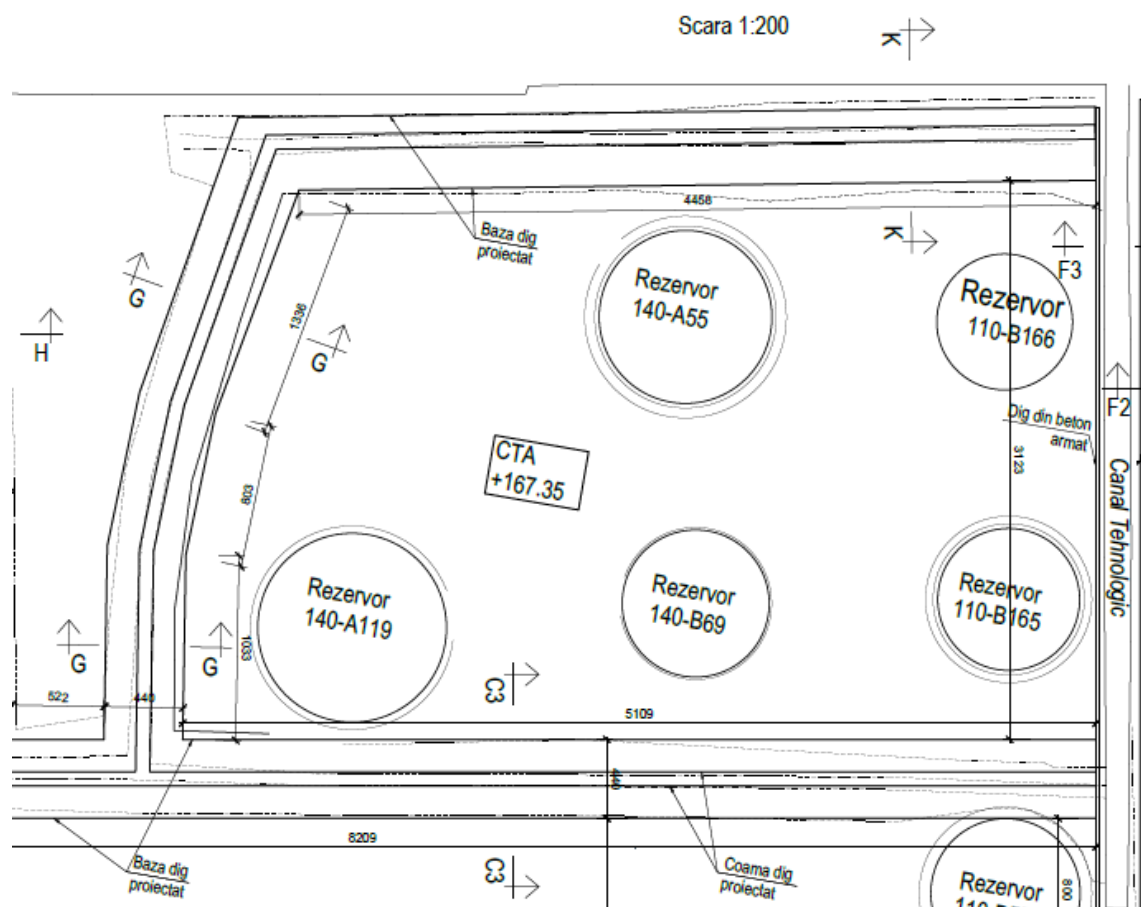 Scara 1:200
K
4458
Baza dig
proiectat
K
F3
G
Rezervor
140-A55
Rezervor
110-B166
1336
H
G
F2
Dig din beton
armat
CTA
+167.35
3123
803
Canal Tehnologic
Rezervor
140-A119
Rezervor
140-B69
Rezervor
110-B165
1033
G
G
C3
522
440
5109
440
8209
Baza dig
proiectat
C3
Coama dig
proiectat
800
Rezervor